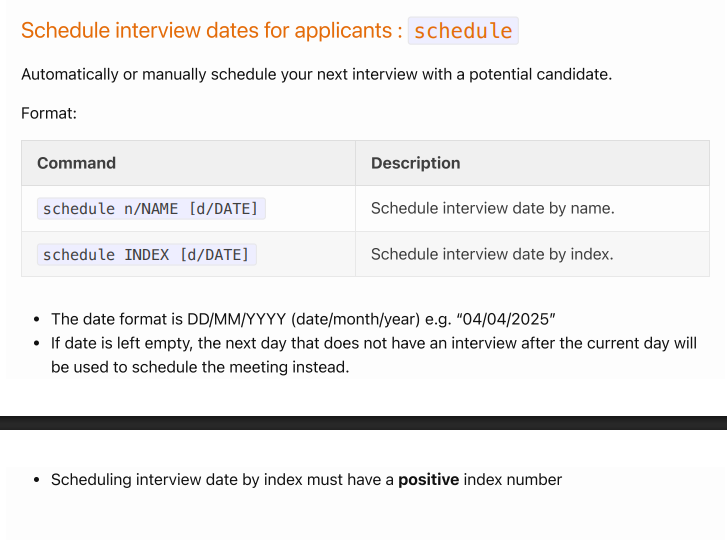 Schedule interview dates for applicants : schedule
Automatically or manually schedule your next interview with a potential candidate.
Format:
Command Description
schedule n/NAME [d/DATE] Schedule interview date by name.
schedule INDEX [d/DATE] Schedule interview date by index.
• The date format is DD/MM/YYYY (date/month/year) e.g. “04/04/2025”
• If date is left empty, the next day that does not have an interview after the current day will
be used to schedule the meeting instead.
• Scheduling interview date by index must have a positive index number